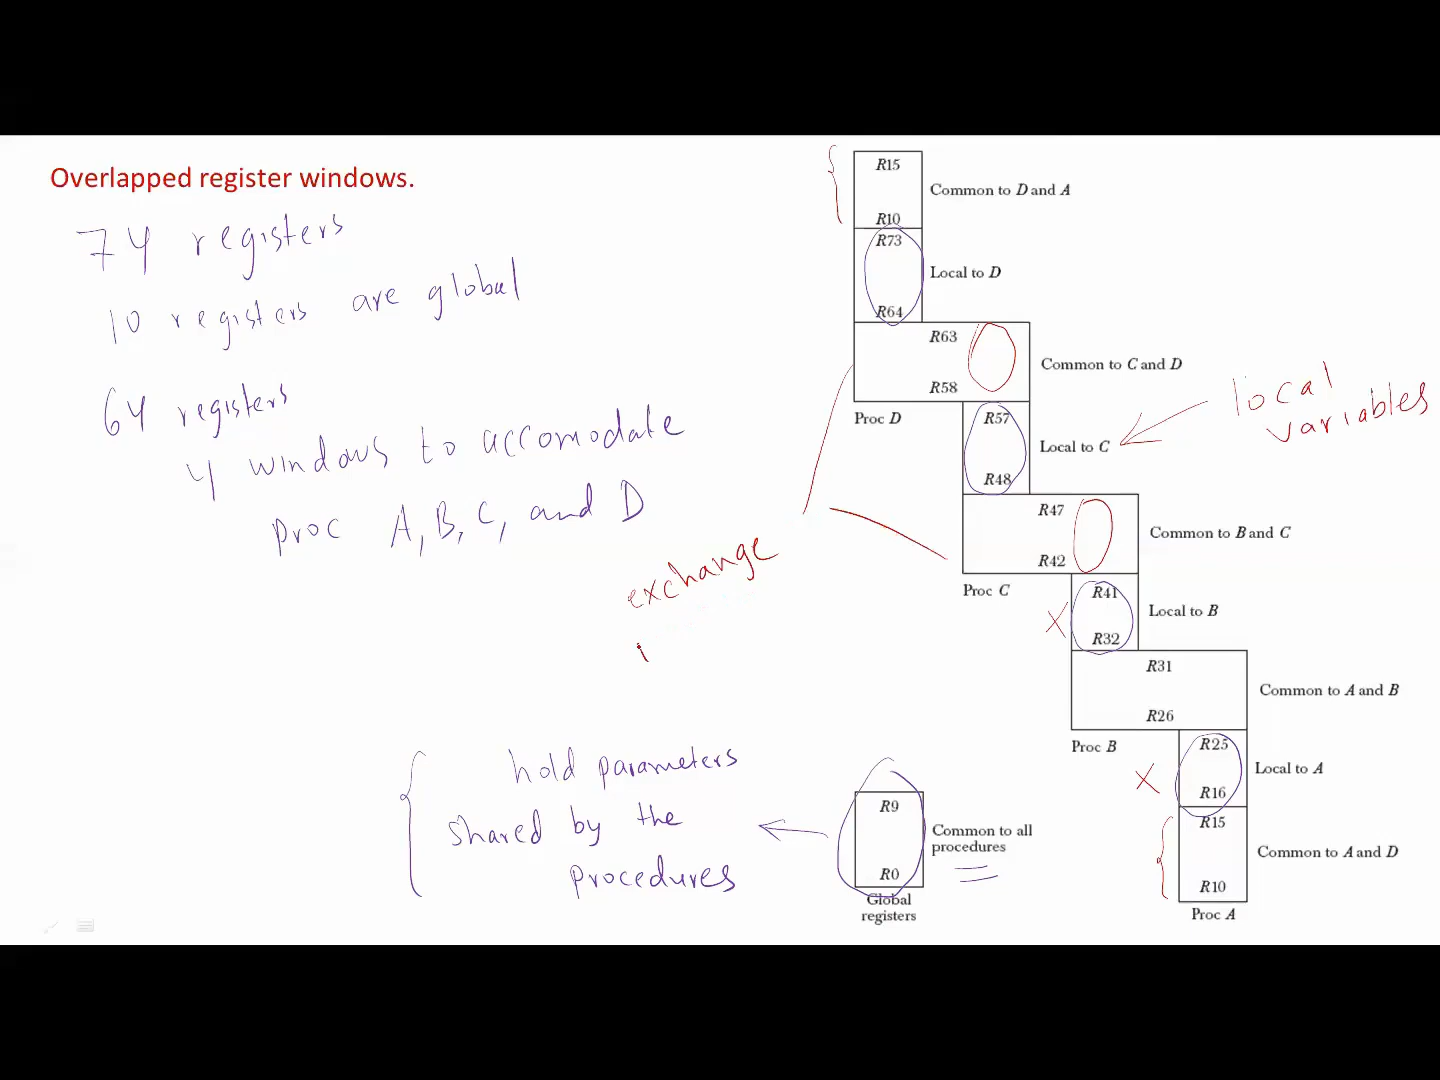 Overlapped register windows.
74 registers
10 registers are global
64 registers
4 windows to accomodate
proc A, B, C, and D
exchange
hold parameters
shared by the
procedures
R15
Common to D and A
R10
R73
Local to D
R64
R63
Common to C and D
R58
Proc D
R57
Local to C
R48
local
variables
R47
Common to B and C
R42
Proc C
R41
Local to B
R32
R31
Common to A and B
R26
Proc B
R25
Local to A
R16
R15
Common to A and D
R10
Proc A
R9
Common to all
procedures
R0
Global
registers